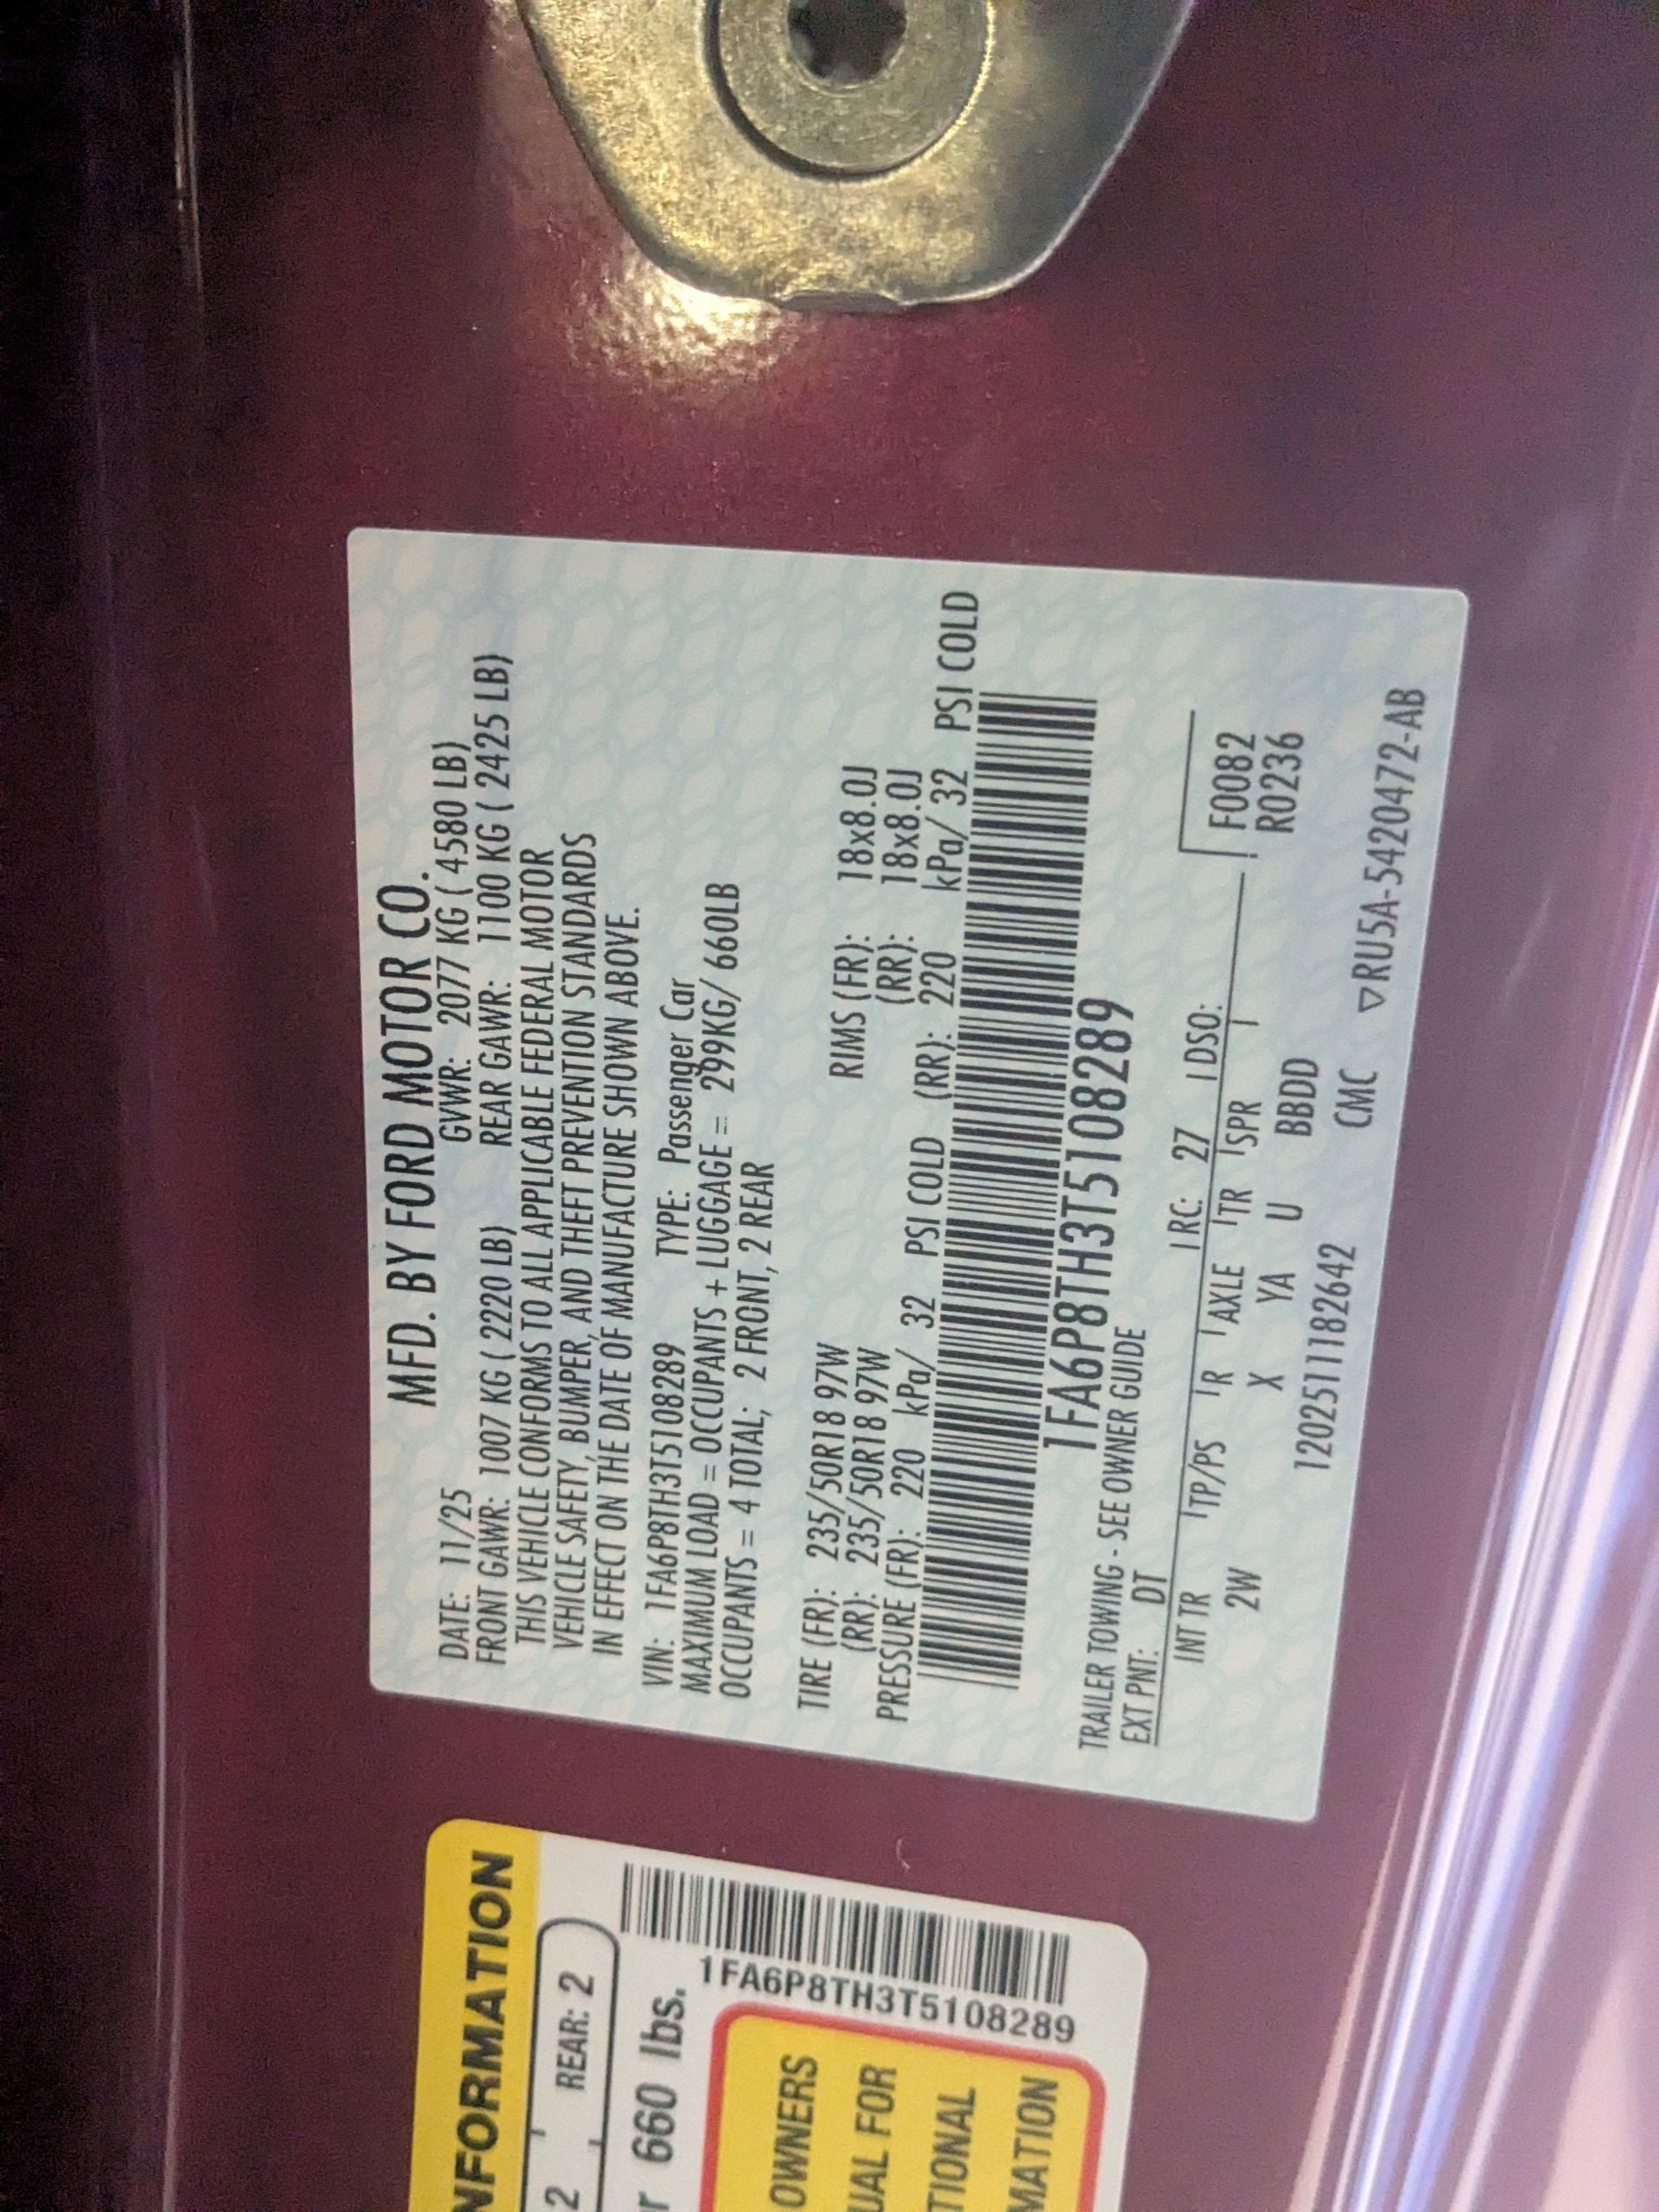 MFD. BY FORD MOTOR CO.
DATE: 11/25 GVWR: 2077 KG ( 4580 LB)
FRONT GAWR: 1007 KG ( 2220 LB) REAR GAWR: 1100 KG ( 2425 LB)
THIS VEHICLE CONFORMS TO ALL APPLICABLE FEDERAL MOTOR
VEHICLE SAFETY, BUMPER, AND THEFT PREVENTION STANDARDS
IN EFFECT ON THE DATE OF MANUFACTURE SHOWN ABOVE.
VIN: 1FA6P8TH3T5108289 TYPE: Passenger Car
MAXIMUM LOAD = OCCUPANTS + LUGGAGE = 299KG/ 660LB
OCCUPANTS = 4 TOTAL; 2 FRONT, 2 REAR
TIRE (FR): 235/50R18 97W RIMS (FR): 18x8.0J
(RR): 235/50R18 97W (RR): 18x8.0J
PRESSURE (FR): 220 kPa/ 32 PSI COLD (RR): 220 kPa/ 32 PSI COLD
1FA6P8TH3T5108289
TRAILER TOWING - SEE OWNER GUIDE
EXT PNT: DT RC: 27 DSO:
INT TR TP/PS R AXLE TR SPR F0082
2W X YA U BBDD R0236
1202511182642
CMC ▽RU5A-5420472-AB
NFORMATION
2 REAR: 2
r 660 lbs.
1FA6P8TH3T5108289
OWNERS
UAL FOR
TIONAL
MATION